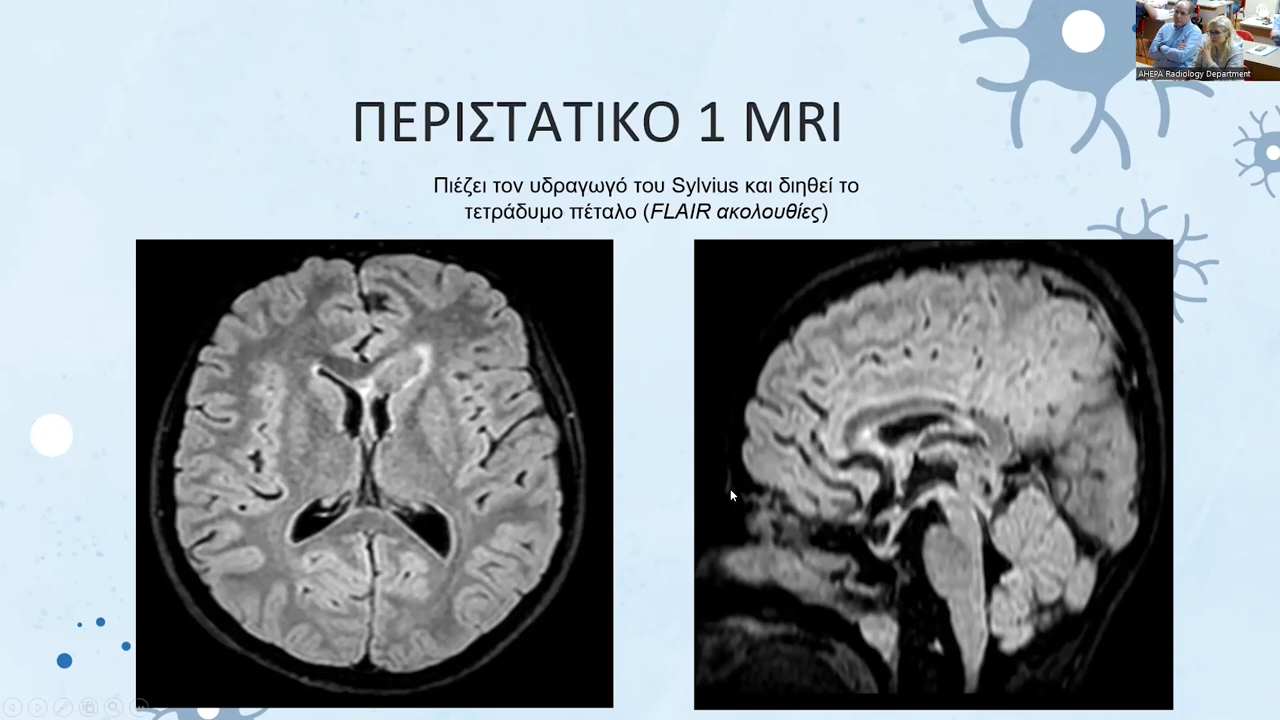 AHEPA Radiology Department
ΠΕΡΙΣΤΑΤΙΚΟ 1 MRI
Πιέζει τον υδραγωγό του Sylvius και διηθεί το
τετράδυμο πέταλο (FLAIR ακολουθίες)